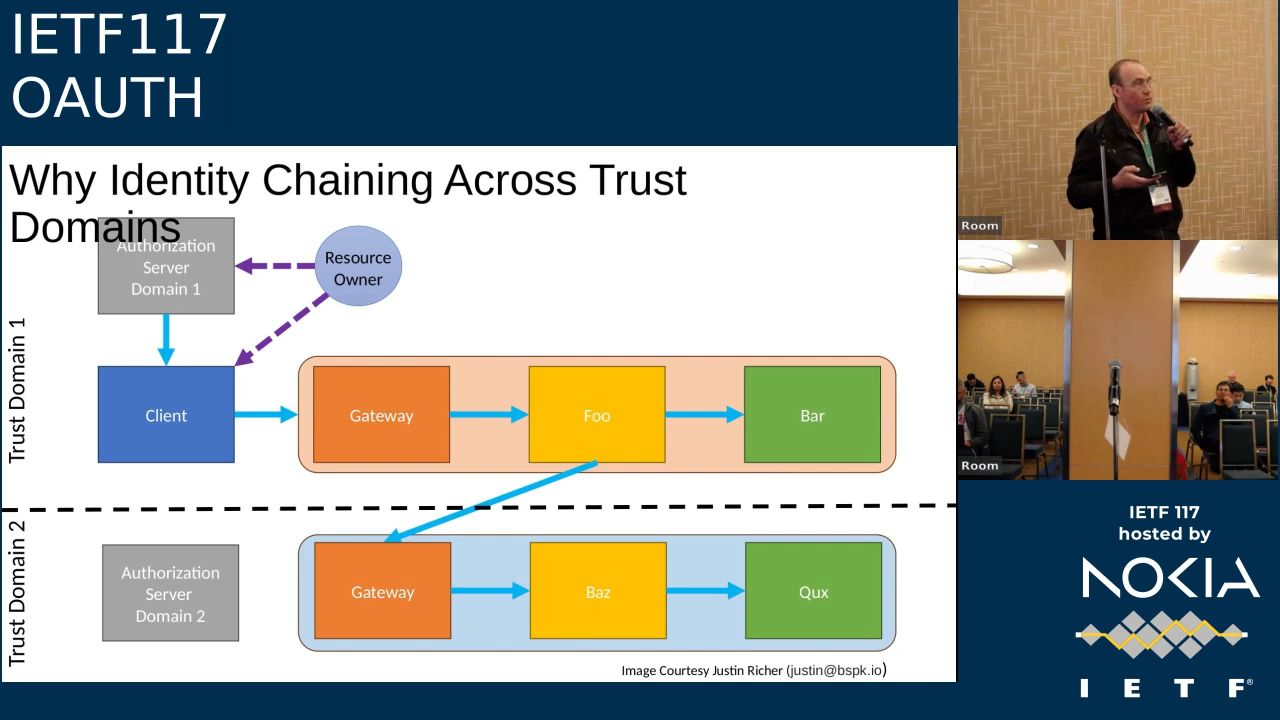 IETF117
OAUTH
Why Identity Chaining Across Trust
Domains
Authorization
Server
Domain 1
Resource
Owner
Trust Domain 1
Client
Gateway
Foo
Bar
Trust Domain 2
Authorization
Server
Domain 2
Gateway
Baz
Qux
Image Courtesy Justin Richer (justin@bspk.io)
Room
Room
IETF 117
hosted by
NOKIA
I E T F®